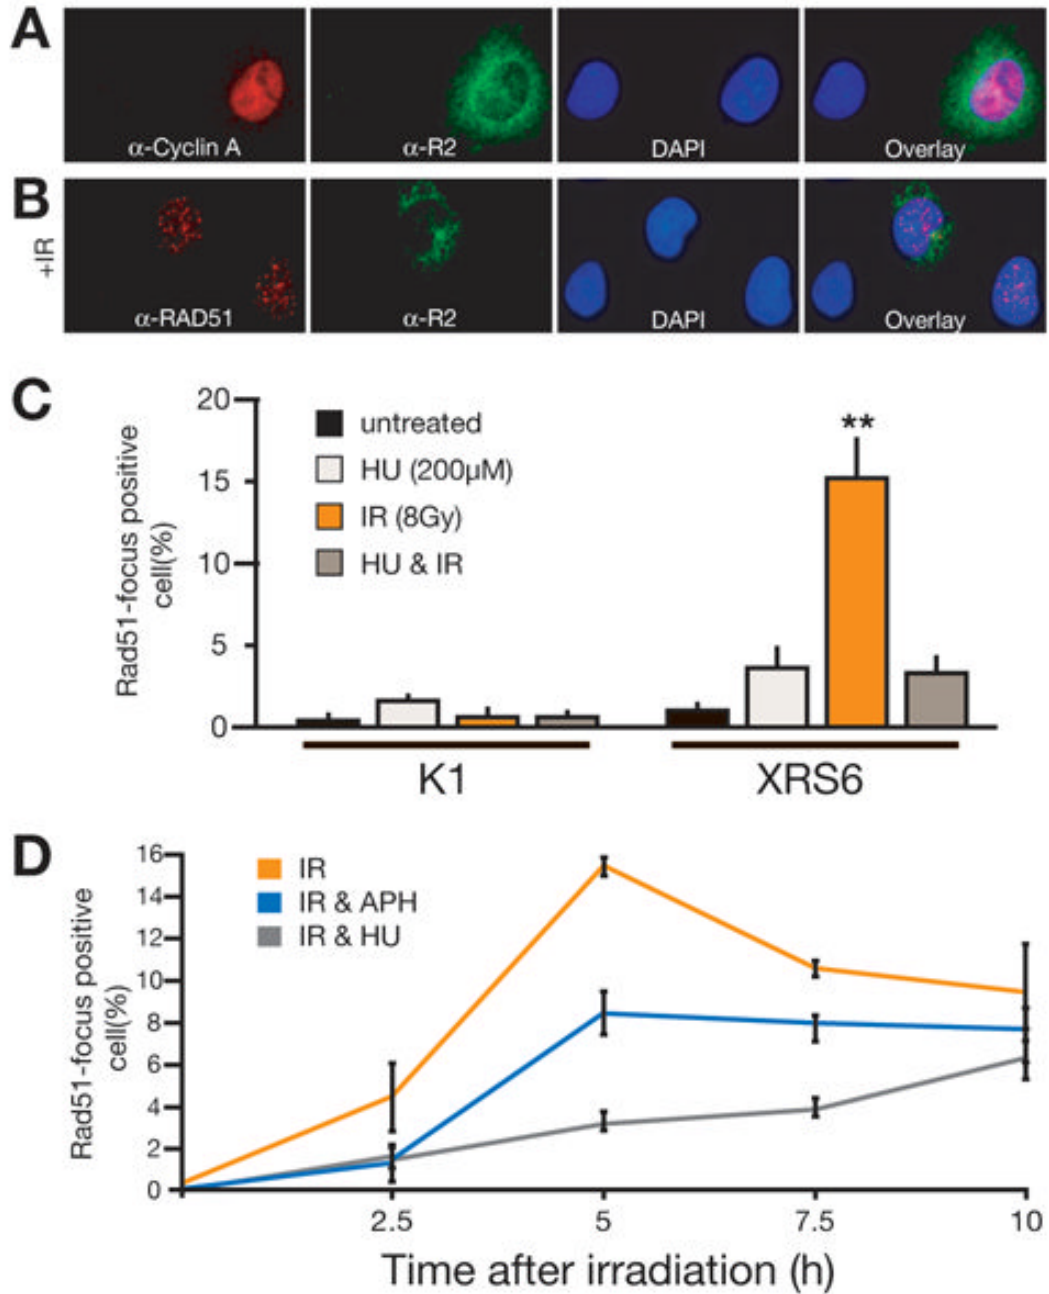 A
α-Cyclin A
α-R2
DAPI
Overlay
B
+IR
α-RAD51
α-R2
DAPI
Overlay
C
Rad51-focus positive
cell(%)
20
15
10
5
0
untreated
HU (200µM)
IR (8Gy)
HU & IR
**
K1
XRS6
D
Rad51-focus positive
cell(%)
16
14
12
10
8
6
4
2
0
IR
IR & APH
IR & HU
2.5
5
7.5
10
Time after irradiation (h)